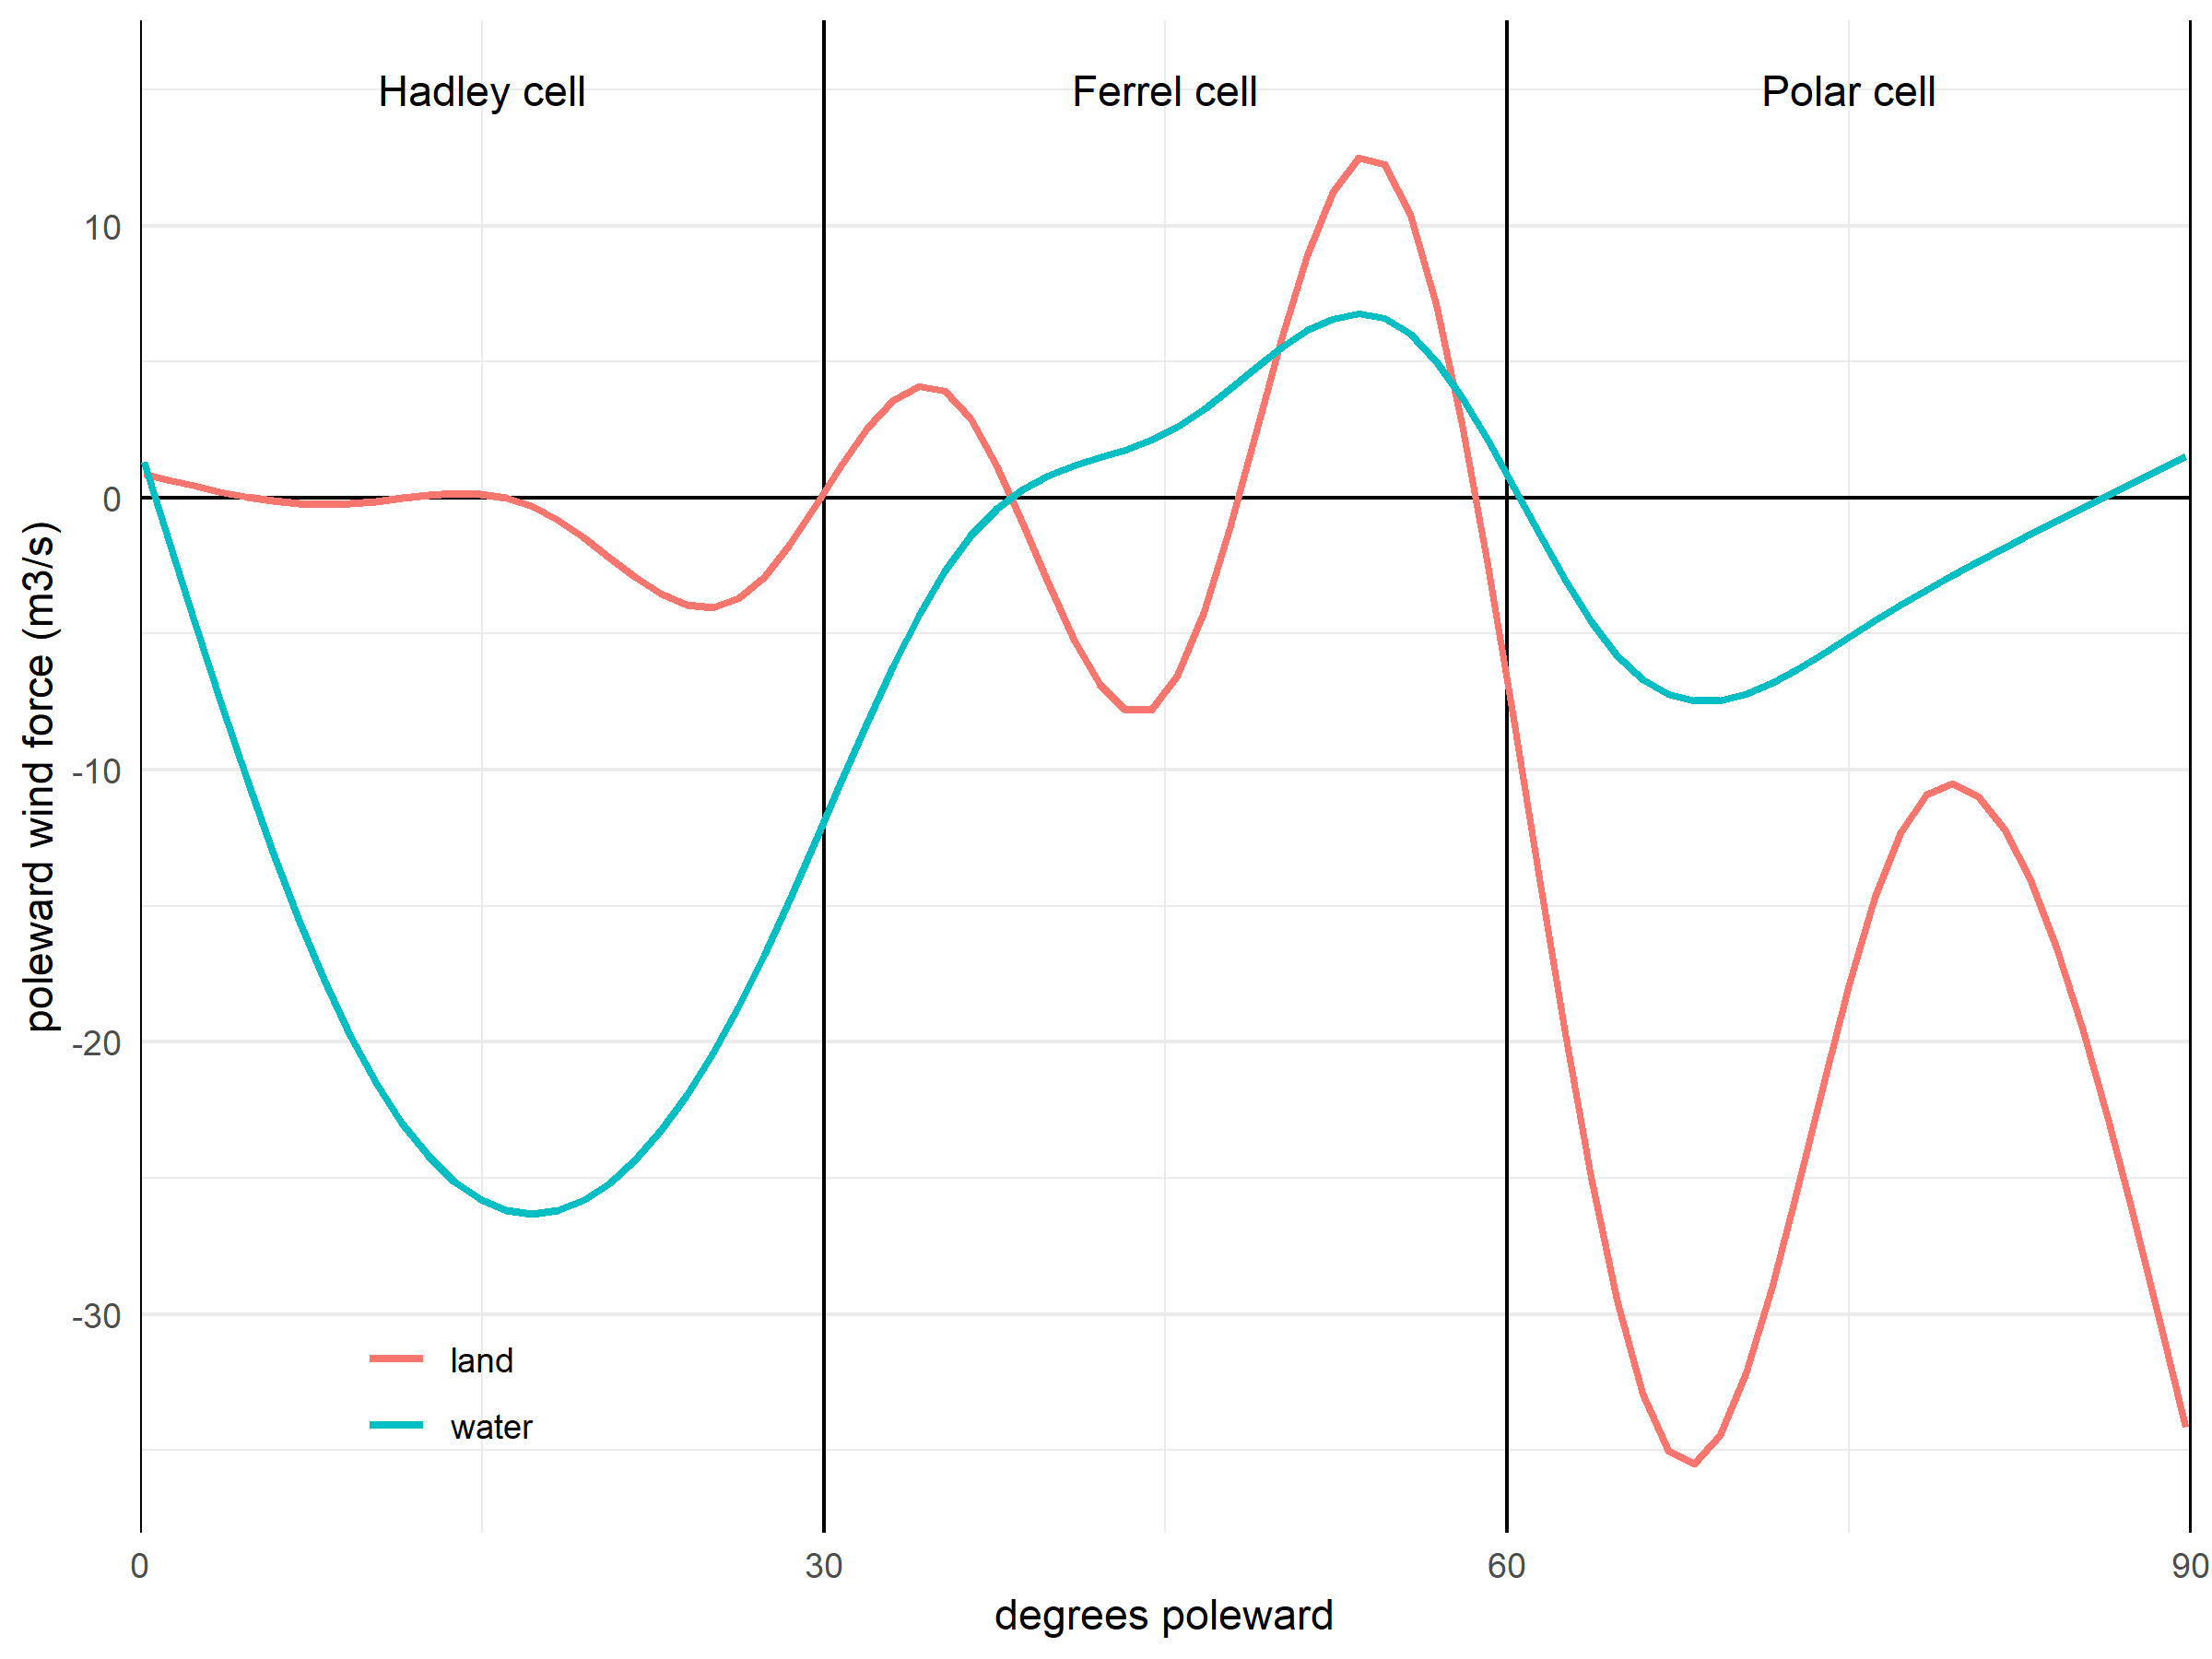 Hadley cell
Ferrel cell
Polar cell
poleward wind force (m3/s)
10
0
-10
-20
-30
land
water
0
30
60
90
degrees poleward